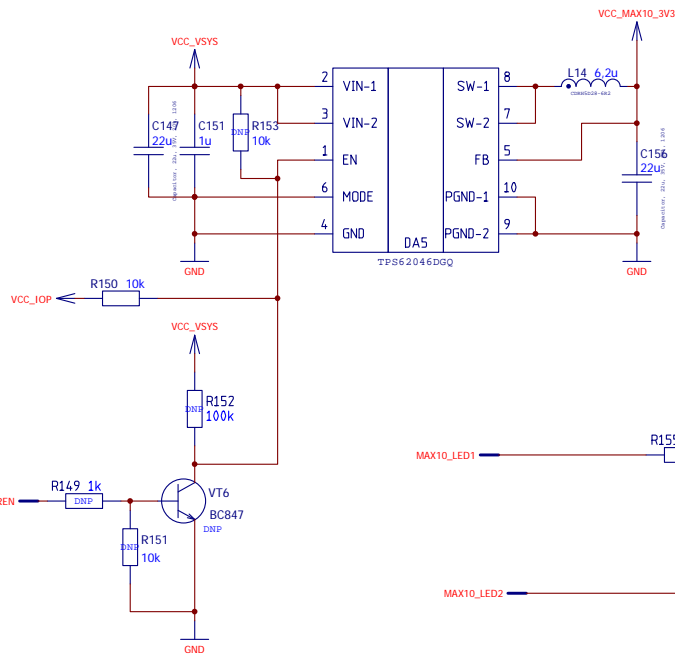 VCC_MAX10_3V3
VCC_VSYS
2 VIN-1 SW-1 8
L14 6,2u
CDRH5D28-6R2
C147
22u
C151
1u
R153
DNP
10k
3 VIN-2 SW-2 7
1 EN FB 5
C156
22u
6 MODE PGND-1 10
4 GND PGND-2 9
DA5
TPS62046DGQ
GND
GND
R150 10k
VCC_IOP
VCC_VSYS
R152
DNP
100k
MAX10_LED1
R155
R149 1k
REN
DNP
VT6
BC847
DNP
R151
DNP
10k
MAX10_LED2
GND